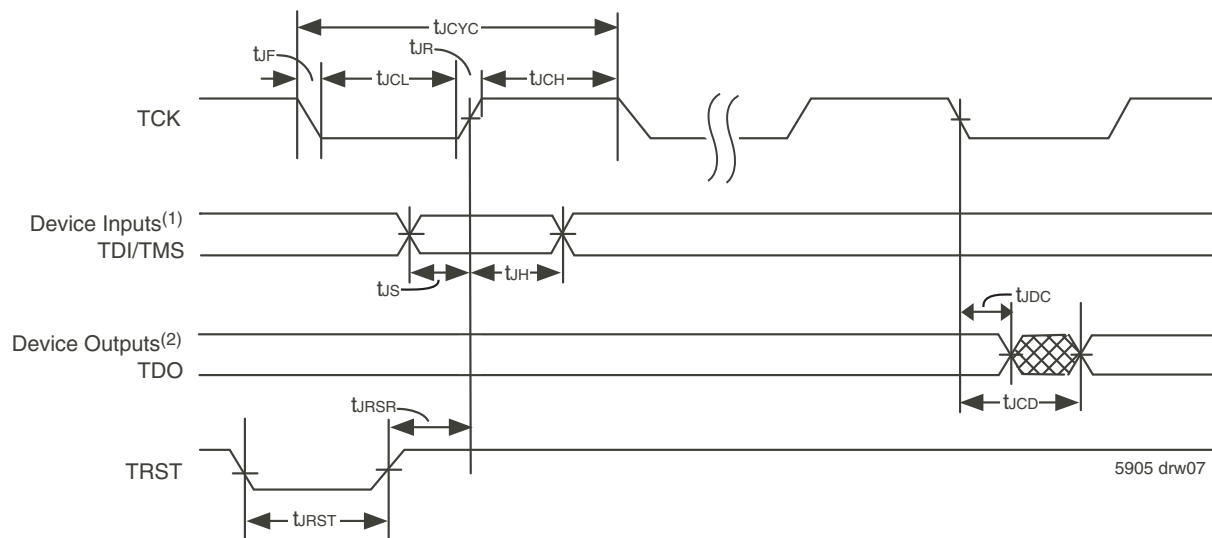 tJCYC
tJF
tJR
tJCL
tJCH
TCK
Device Inputs(1)
TDI/TMS
tJS
tJH
tJDC
Device Outputs(2)
TDO
tJRSR
tJCD
TRST
5905 drw07
tJRST